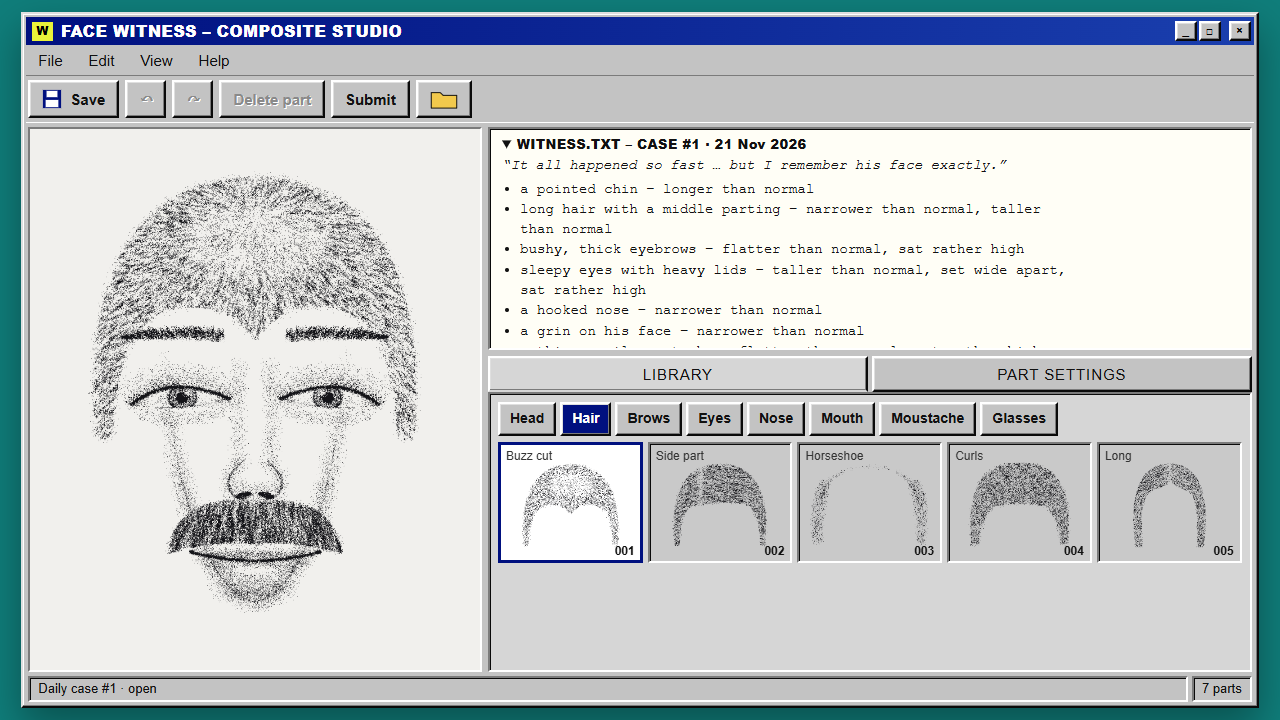 W FACE WITNESS – COMPOSITE STUDIO
File Edit View Help
Save Delete part Submit
▼ WITNESS.TXT – CASE #1 · 21 Nov 2026
“It all happened so fast … but I remember his face exactly.”
• a pointed chin – longer than normal
• long hair with a middle parting – narrower than normal, taller
than normal
• bushy, thick eyebrows – flatter than normal, sat rather high
• sleepy eyes with heavy lids – taller than normal, set wide apart,
sat rather high
• a hooked nose – narrower than normal
• a grin on his face – narrower than normal
LIBRARY PART SETTINGS
Head Hair Brows Eyes Nose Mouth Moustache Glasses
Buzz cut Side part Horseshoe Curls Long
001 002 003 004 005
Daily case #1 · open 7 parts